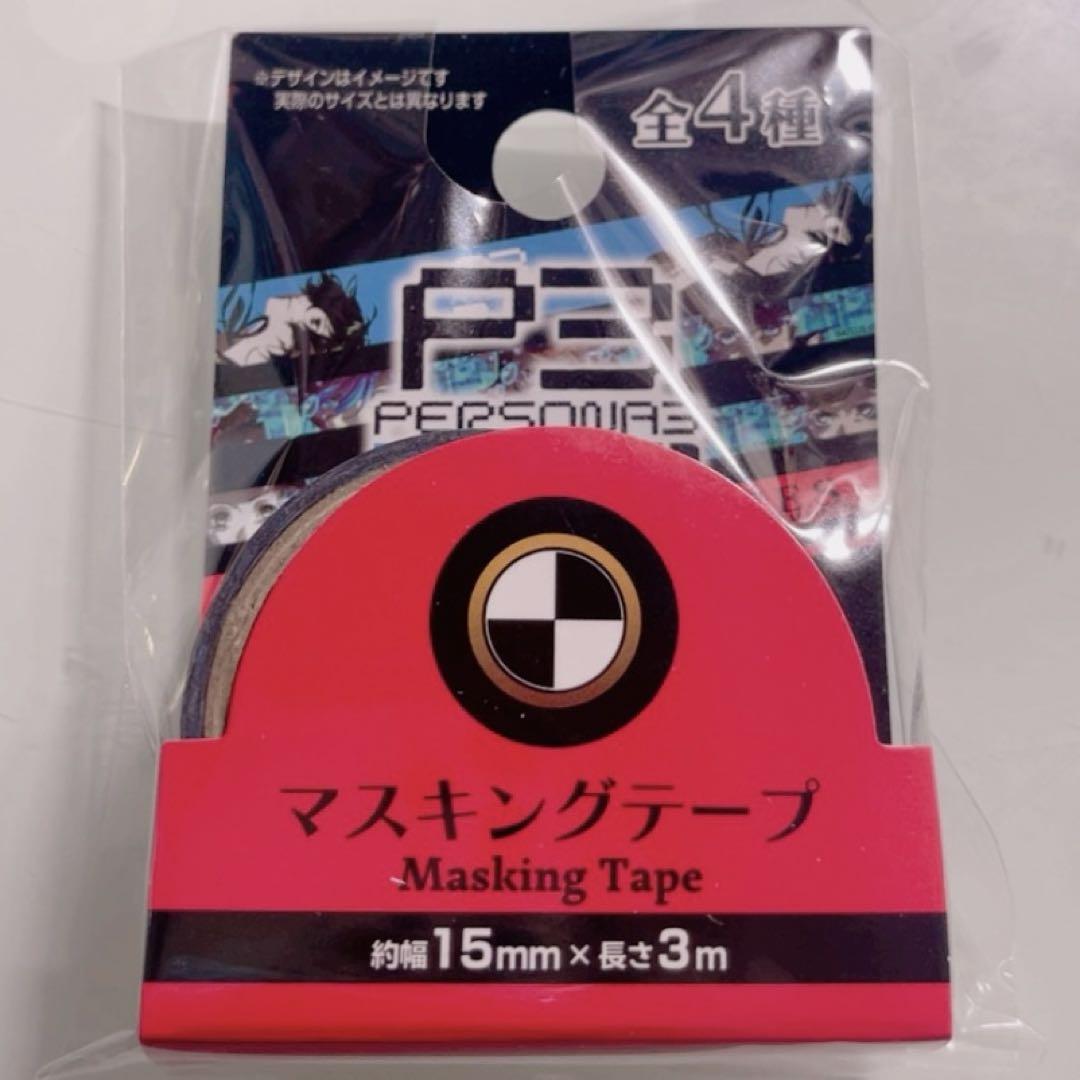 ※デザインはイメージです
実際のサイズとは異なります
全4種
P3
PERSONA3
マスキングテープ
Masking Tape
約幅15mm×長さ3m